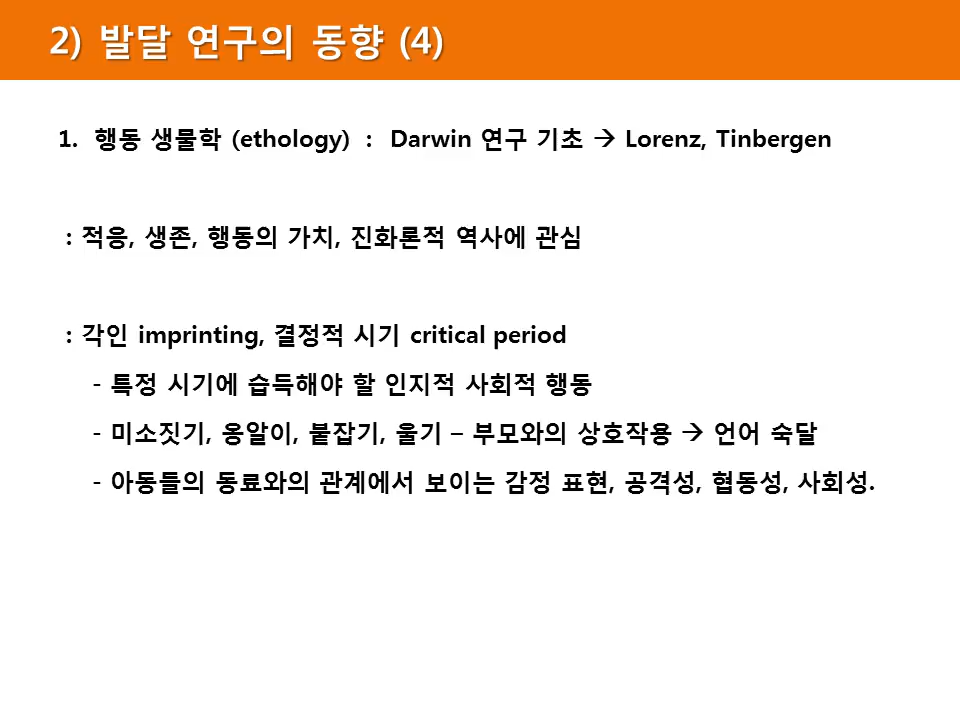 2) 발달 연구의 동향 (4)
1. 행동 생물학 (ethology) : Darwin 연구 기초 → Lorenz, Tinbergen
: 적응, 생존, 행동의 가치, 진화론적 역사에 관심
: 각인 imprinting, 결정적 시기 critical period
- 특정 시기에 습득해야 할 인지적 사회적 행동
- 미소짓기, 옹알이, 붙잡기, 울기 – 부모와의 상호작용 → 언어 숙달
- 아동들의 동료와의 관계에서 보이는 감정 표현, 공격성, 협동성, 사회성.